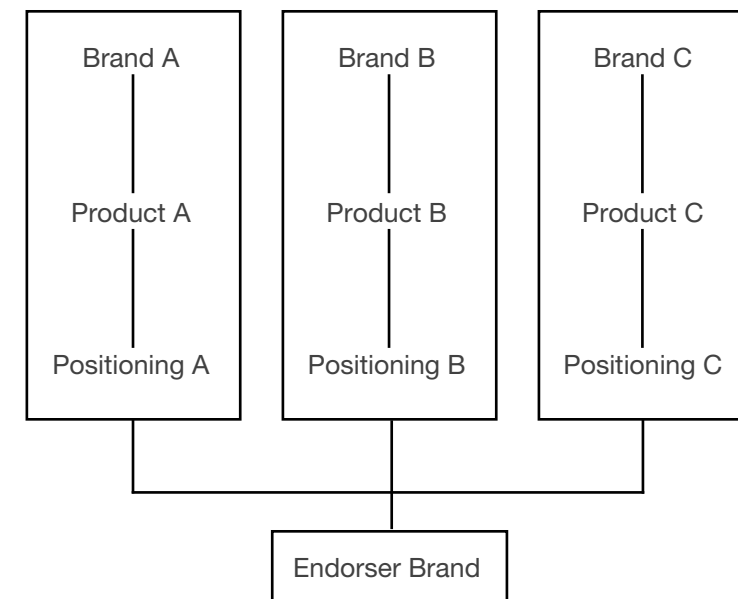 Brand A
Brand B
Brand C
Product A
Product B
Product C
Positioning A
Positioning B
Positioning C
Endorser Brand